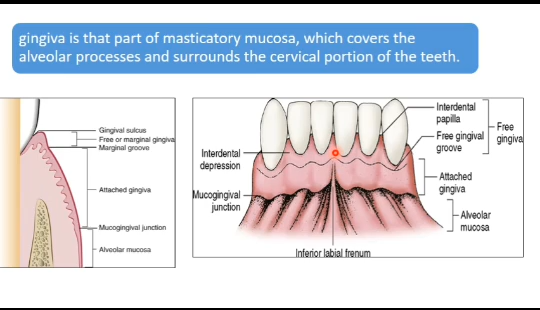 gingiva is that part of masticatory mucosa, which covers the
alveolar processes and surrounds the cervical portion of the teeth.
Gingival sulcus
Free or marginal gingiva
Marginal groove
Attached gingiva
Mucogingival junction
Alveolar mucosa
Interdental
depression
Mucogingival
junction
Inferior labial frenum
Interdental
papilla
Free gingival
groove
Free
gingiva
Attached
gingiva
Alveolar
mucosa